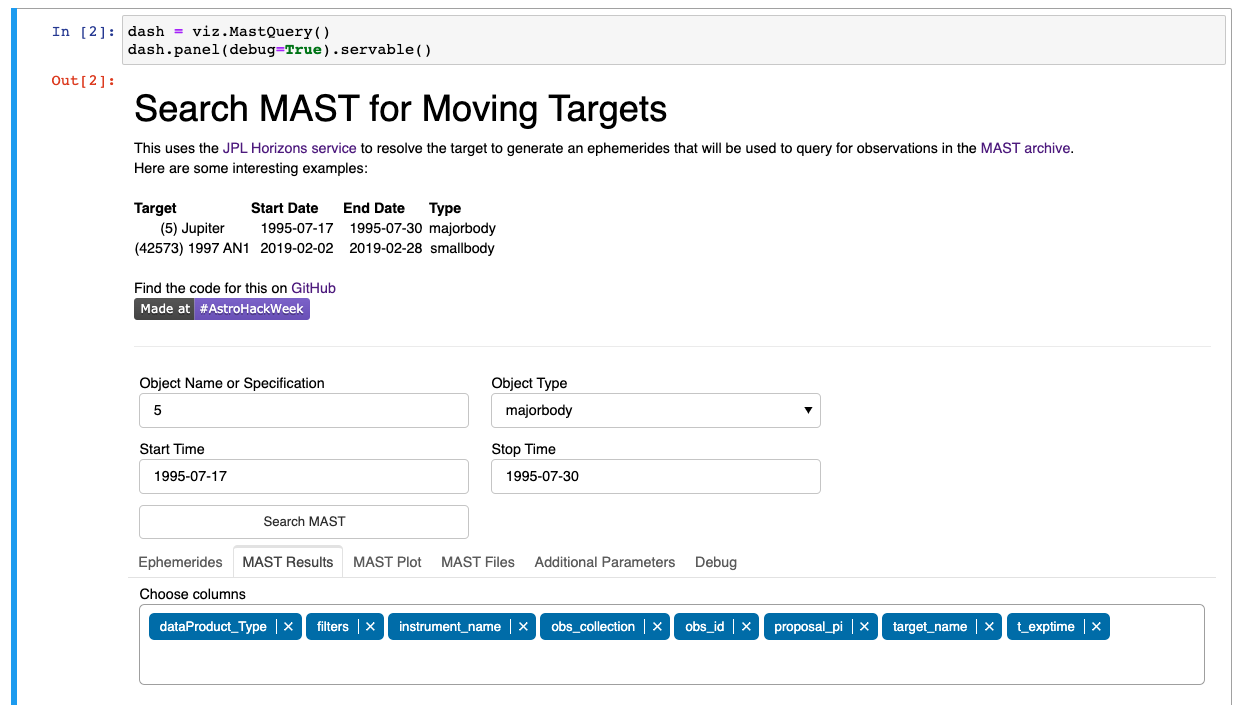 In [2]: dash = viz.MastQuery()
dash.panel(debug=True).servable()
Out[2]:
Search MAST for Moving Targets
This uses the JPL Horizons service to resolve the target to generate an ephemerides that will be used to query for observations in the MAST archive.
Here are some interesting examples:
Target Start Date End Date Type
(5) Jupiter 1995-07-17 1995-07-30 majorbody
(42573) 1997 AN1 2019-02-02 2019-02-28 smallbody
Find the code for this on GitHub
Made at #AstroHackWeek
Object Name or Specification Object Type
5 majorbody
Start Time Stop Time
1995-07-17 1995-07-30
Search MAST
Ephemerides MAST Results MAST Plot MAST Files Additional Parameters Debug
Choose columns
dataProduct_Type × filters × instrument_name × obs_collection × obs_id × proposal_pi × target_name × t_exptime ×